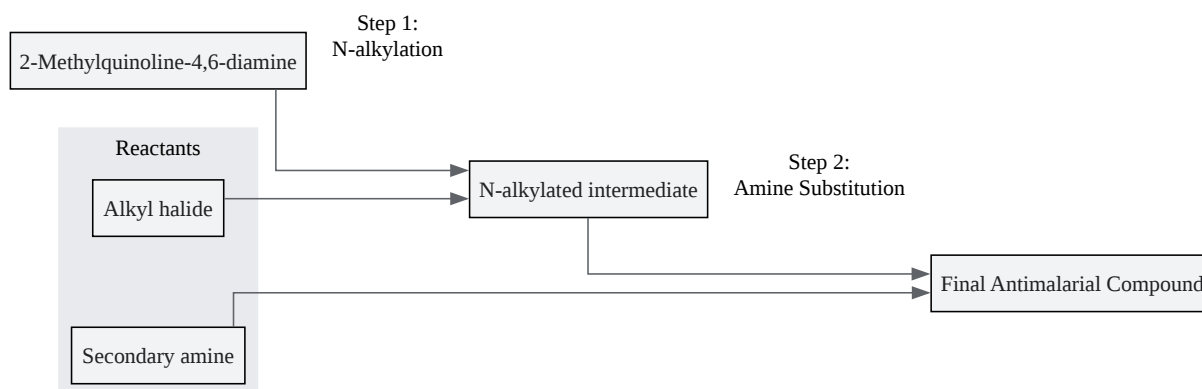 Step 1:
N-alkylation
2-Methylquinoline-4,6-diamine
Reactants
Alkyl halide
N-alkylated intermediate
Step 2:
Amine Substitution
Final Antimalarial Compound
Secondary amine